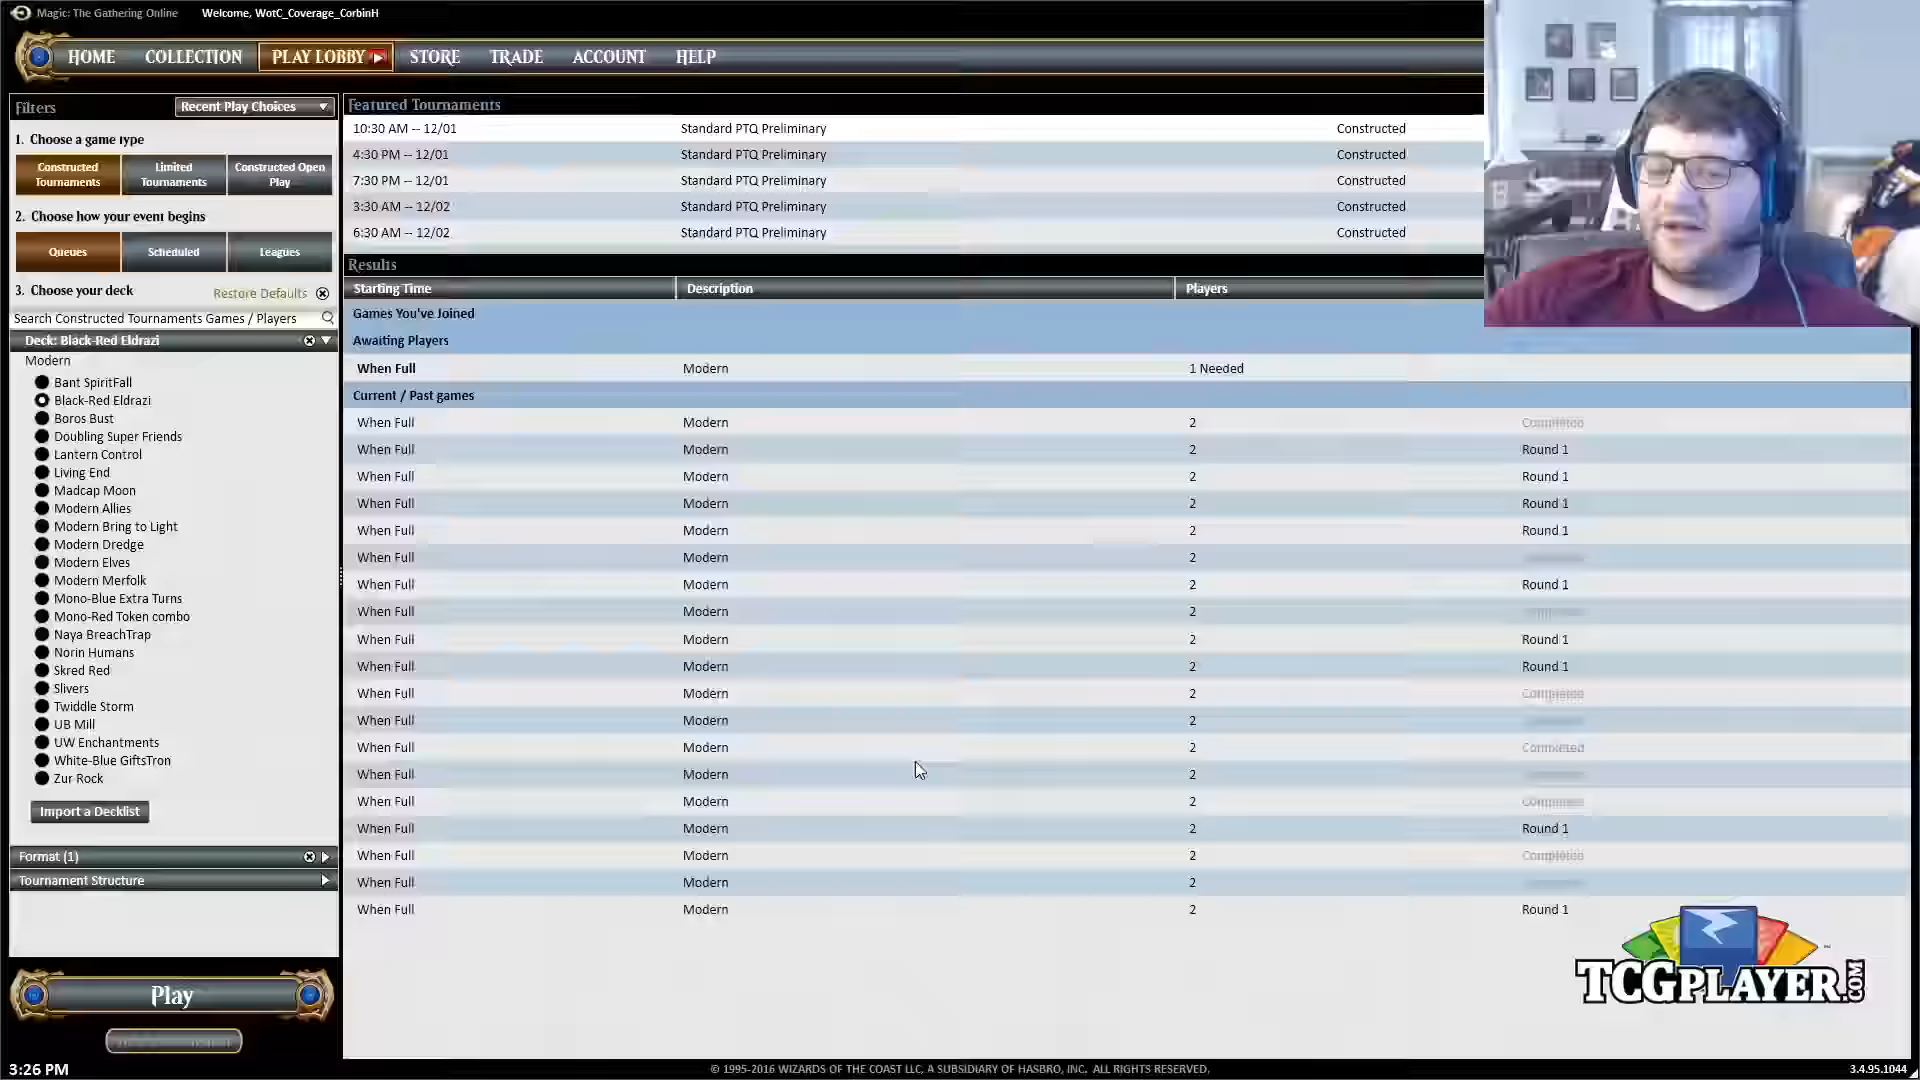 Magic: The Gathering Online Welcome, WotC_Coverage_CorbinH
HOME COLLECTION PLAY LOBBY STORE TRADE ACCOUNT HELP
Filters Recent Play Choices
1. Choose a game type
Constructed Tournaments Limited Tournaments Constructed Open Play
2. Choose how your event begins
Queues Scheduled Leagues
3. Choose your deck Restore Defaults
Search Constructed Tournaments Games / Players
Deck: Black-Red Eldrazi
Modern
Bant SpiritFall
Black-Red Eldrazi
Boros Bust
Doubling Super Friends
Lantern Control
Living End
Madcap Moon
Modern Allies
Modern Bring to Light
Modern Dredge
Modern Elves
Modern Merfolk
Mono-Blue Extra Turns
Mono-Red Token combo
Naya BreachTrap
Norin Humans
Skred Red
Slivers
Twiddle Storm
UB Mill
UW Enchantments
White-Blue GiftsTron
Zur Rock
Import a Decklist
Format (1)
Tournament Structure
Play
3:26 PM
Featured Tournaments
10:30 AM -- 12/01 Standard PTQ Preliminary Constructed
4:30 PM -- 12/01 Standard PTQ Preliminary Constructed
7:30 PM -- 12/01 Standard PTQ Preliminary Constructed
3:30 AM -- 12/02 Standard PTQ Preliminary Constructed
6:30 AM -- 12/02 Standard PTQ Preliminary Constructed
Results
Starting Time Description Players
Games You've Joined
Awaiting Players
When Full Modern 1 Needed
Current / Past games
When Full Modern 2 Completed
When Full Modern 2 Round 1
When Full Modern 2 Round 1
When Full Modern 2 Round 1
When Full Modern 2 Round 1
When Full Modern 2
When Full Modern 2 Round 1
When Full Modern 2
When Full Modern 2 Round 1
When Full Modern 2 Round 1
When Full Modern 2 Completed
When Full Modern 2
When Full Modern 2 Completed
When Full Modern 2
When Full Modern 2 Completed
When Full Modern 2 Round 1
When Full Modern 2 Completed
When Full Modern 2
When Full Modern 2 Round 1
TCGPLAYER.COM
© 1995-2016 WIZARDS OF THE COAST LLC, A SUBSIDIARY OF HASBRO, INC. ALL RIGHTS RESERVED.
3.4.95.1044